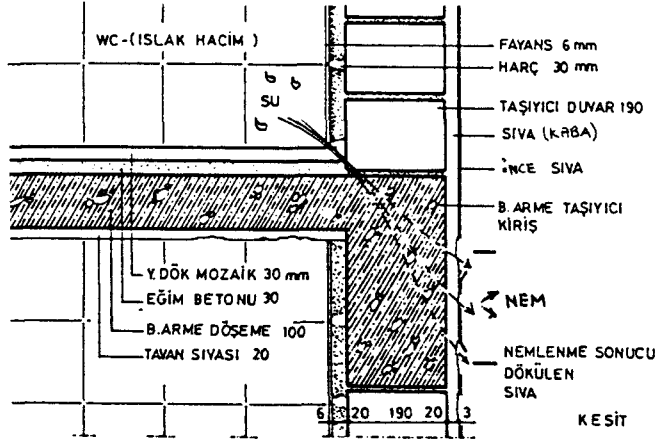 WC-(ISLAK HACİM)
SU
FAYANS 6 mm
HARÇ 30 mm
TAŞIYICI DUVAR 190
SIVA (KABA)
İNCE SIVA
B.ARME TAŞIYICI
KİRİŞ
Y.DÖK MOZAİK 30 mm
EĞİM BETONU 30
B.ARME DÖŞEME 100
TAVAN SIVASI 20
NEM
NEMLENME SONUCU
DÖKÜLEN
SIVA
6 20 190 20 3
KESİT